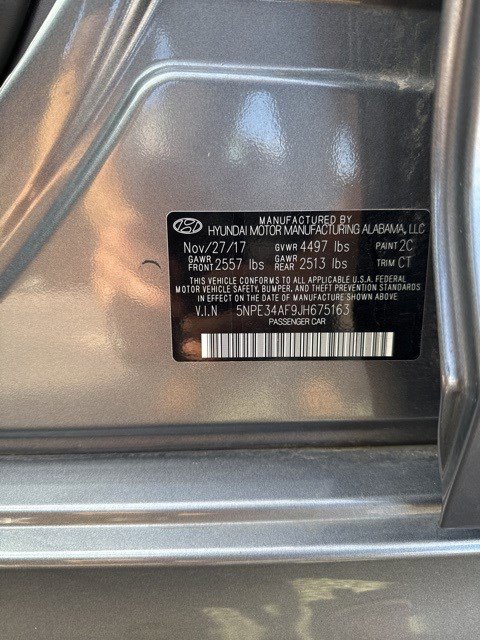 MANUFACTURED BY
HYUNDAI MOTOR MANUFACTURING ALABAMA, LLC
Nov/27/17 GVWR 4497 lbs PAINT 2C
GAWR FRONT 2557 lbs GAWR REAR 2513 lbs TRIM CT
THIS VEHICLE CONFORMS TO ALL APPLICABLE U.S.A FEDERAL
MOTOR VEHICLE SAFETY, BUMPER, AND THEFT PREVENTION STANDARDS
IN EFFECT ON THE DATE OF MANUFACTURE SHOWN ABOVE
V.I.N 5NPE34AF9JH675163
PASSENGER CAR